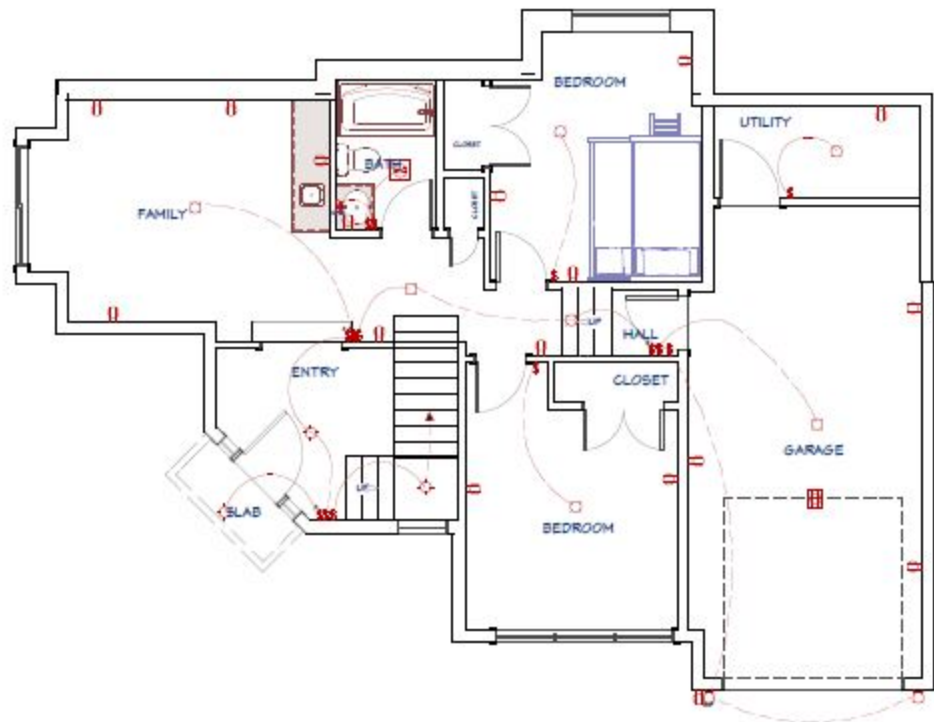 BEDROOM
UTILITY
CLOSET
BATH
CLOSET
FAMILY
UP
HALL
ENTRY
CLOSET
GARAGE
UP
SLAB
BEDROOM